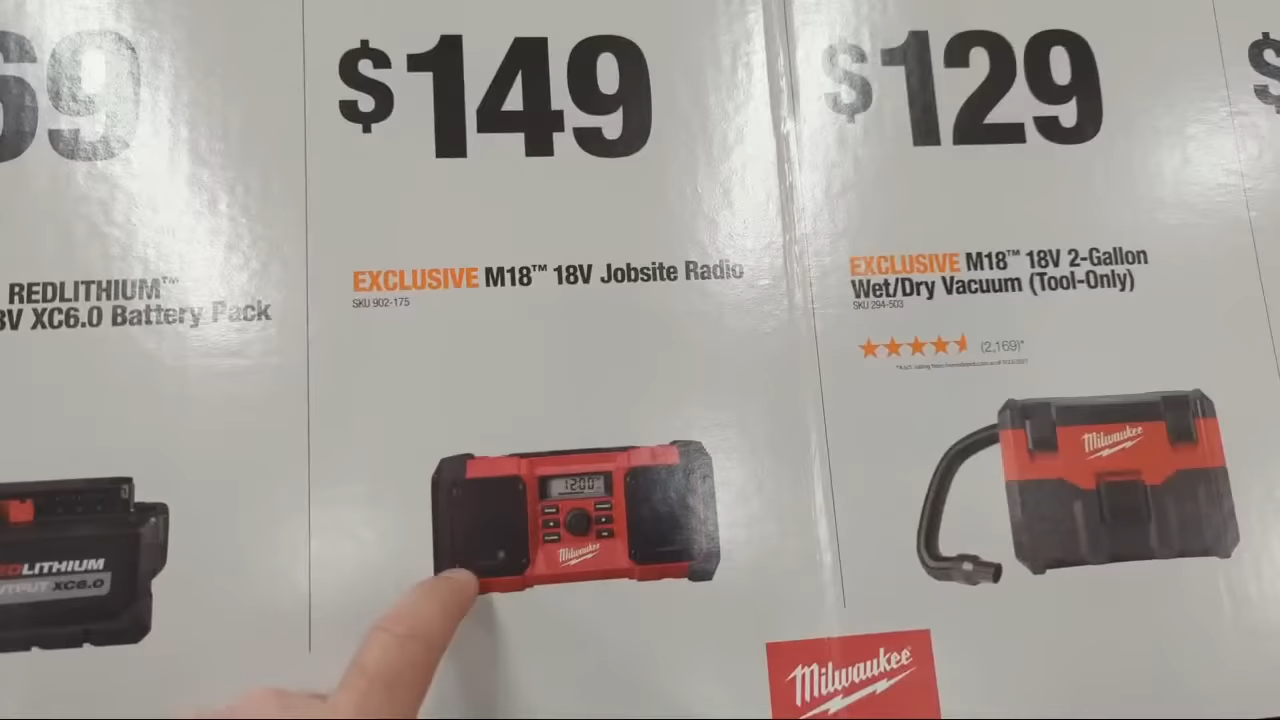 69
REDLITHIUM™
8V XC6.0 Battery Pack
REDLITHIUM
OUTPUT XC6.0
$149
EXCLUSIVE M18™ 18V Jobsite Radio
SKU 902-175
12:00
Milwaukee
$129
EXCLUSIVE M18™ 18V 2-Gallon
Wet/Dry Vacuum (Tool-Only)
SKU 294-503
(2,169)*
Milwaukee
Milwaukee
$